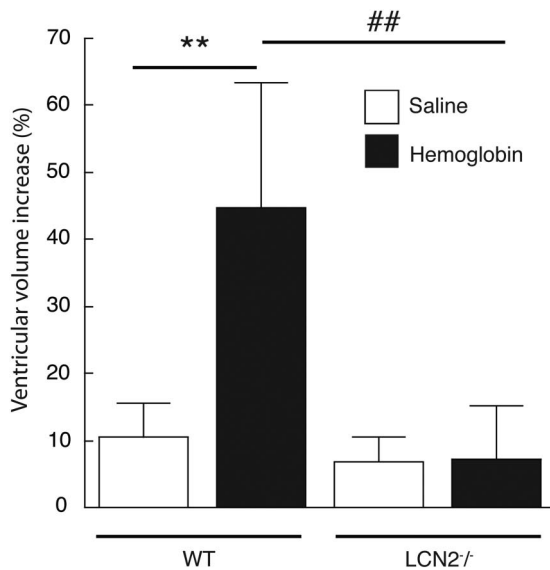 **
##
70
60
50
40
30
20
10
0
Ventricular volume increase (%)
Saline
Hemoglobin
WT
LCN2-/-